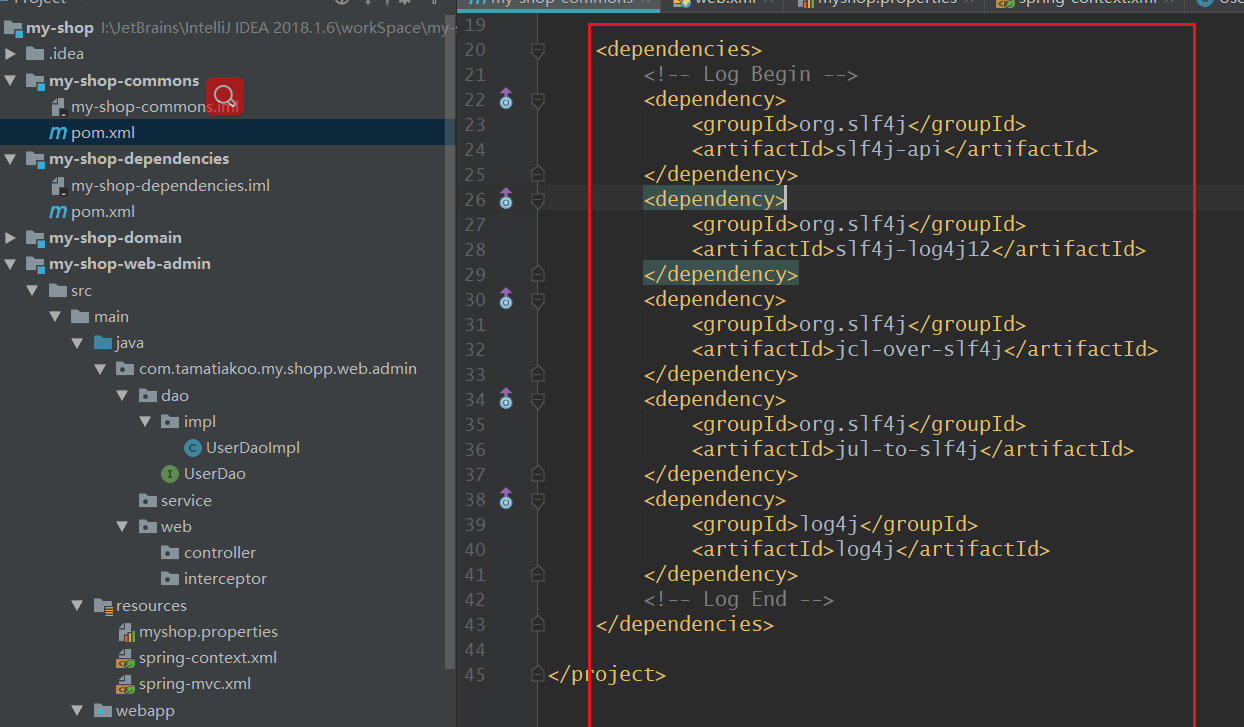 Project
my-shop I:\JetBrains\IntelliJ IDEA 2018.1.6\workSpace\my-
.idea
my-shop-commons
my-shop-commons.iml
pom.xml
my-shop-dependencies
my-shop-dependencies.iml
pom.xml
my-shop-domain
my-shop-web-admin
src
main
java
com.tamatiakoo.my.shopp.web.admin
dao
impl
UserDaoImpl
UserDao
service
web
controller
interceptor
resources
myshop.properties
spring-context.xml
spring-mvc.xml
webapp
my-shop-commons web.xml myshop.properties spring-context.xml
19
20 <dependencies>
21 <!-- Log Begin -->
22 <dependency>
23 <groupId>org.slf4j</groupId>
24 <artifactId>slf4j-api</artifactId>
25 </dependency>
26 <dependency>
27 <groupId>org.slf4j</groupId>
28 <artifactId>slf4j-log4j12</artifactId>
29 </dependency>
30 <dependency>
31 <groupId>org.slf4j</groupId>
32 <artifactId>jcl-over-slf4j</artifactId>
33 </dependency>
34 <dependency>
35 <groupId>org.slf4j</groupId>
36 <artifactId>jul-to-slf4j</artifactId>
37 </dependency>
38 <dependency>
39 <groupId>log4j</groupId>
40 <artifactId>log4j</artifactId>
41 </dependency>
42 <!-- Log End -->
43 </dependencies>
44
45 </project>